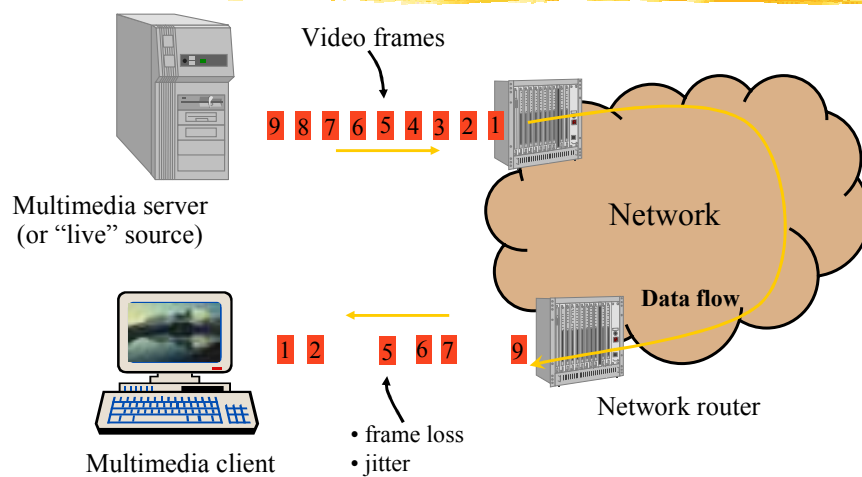 Video frames
9 8 7 6 5 4 3 2 1
Multimedia server
(or “live” source)
Network
Data flow
1 2 5 6 7 9
Network router
• frame loss
• jitter
Multimedia client